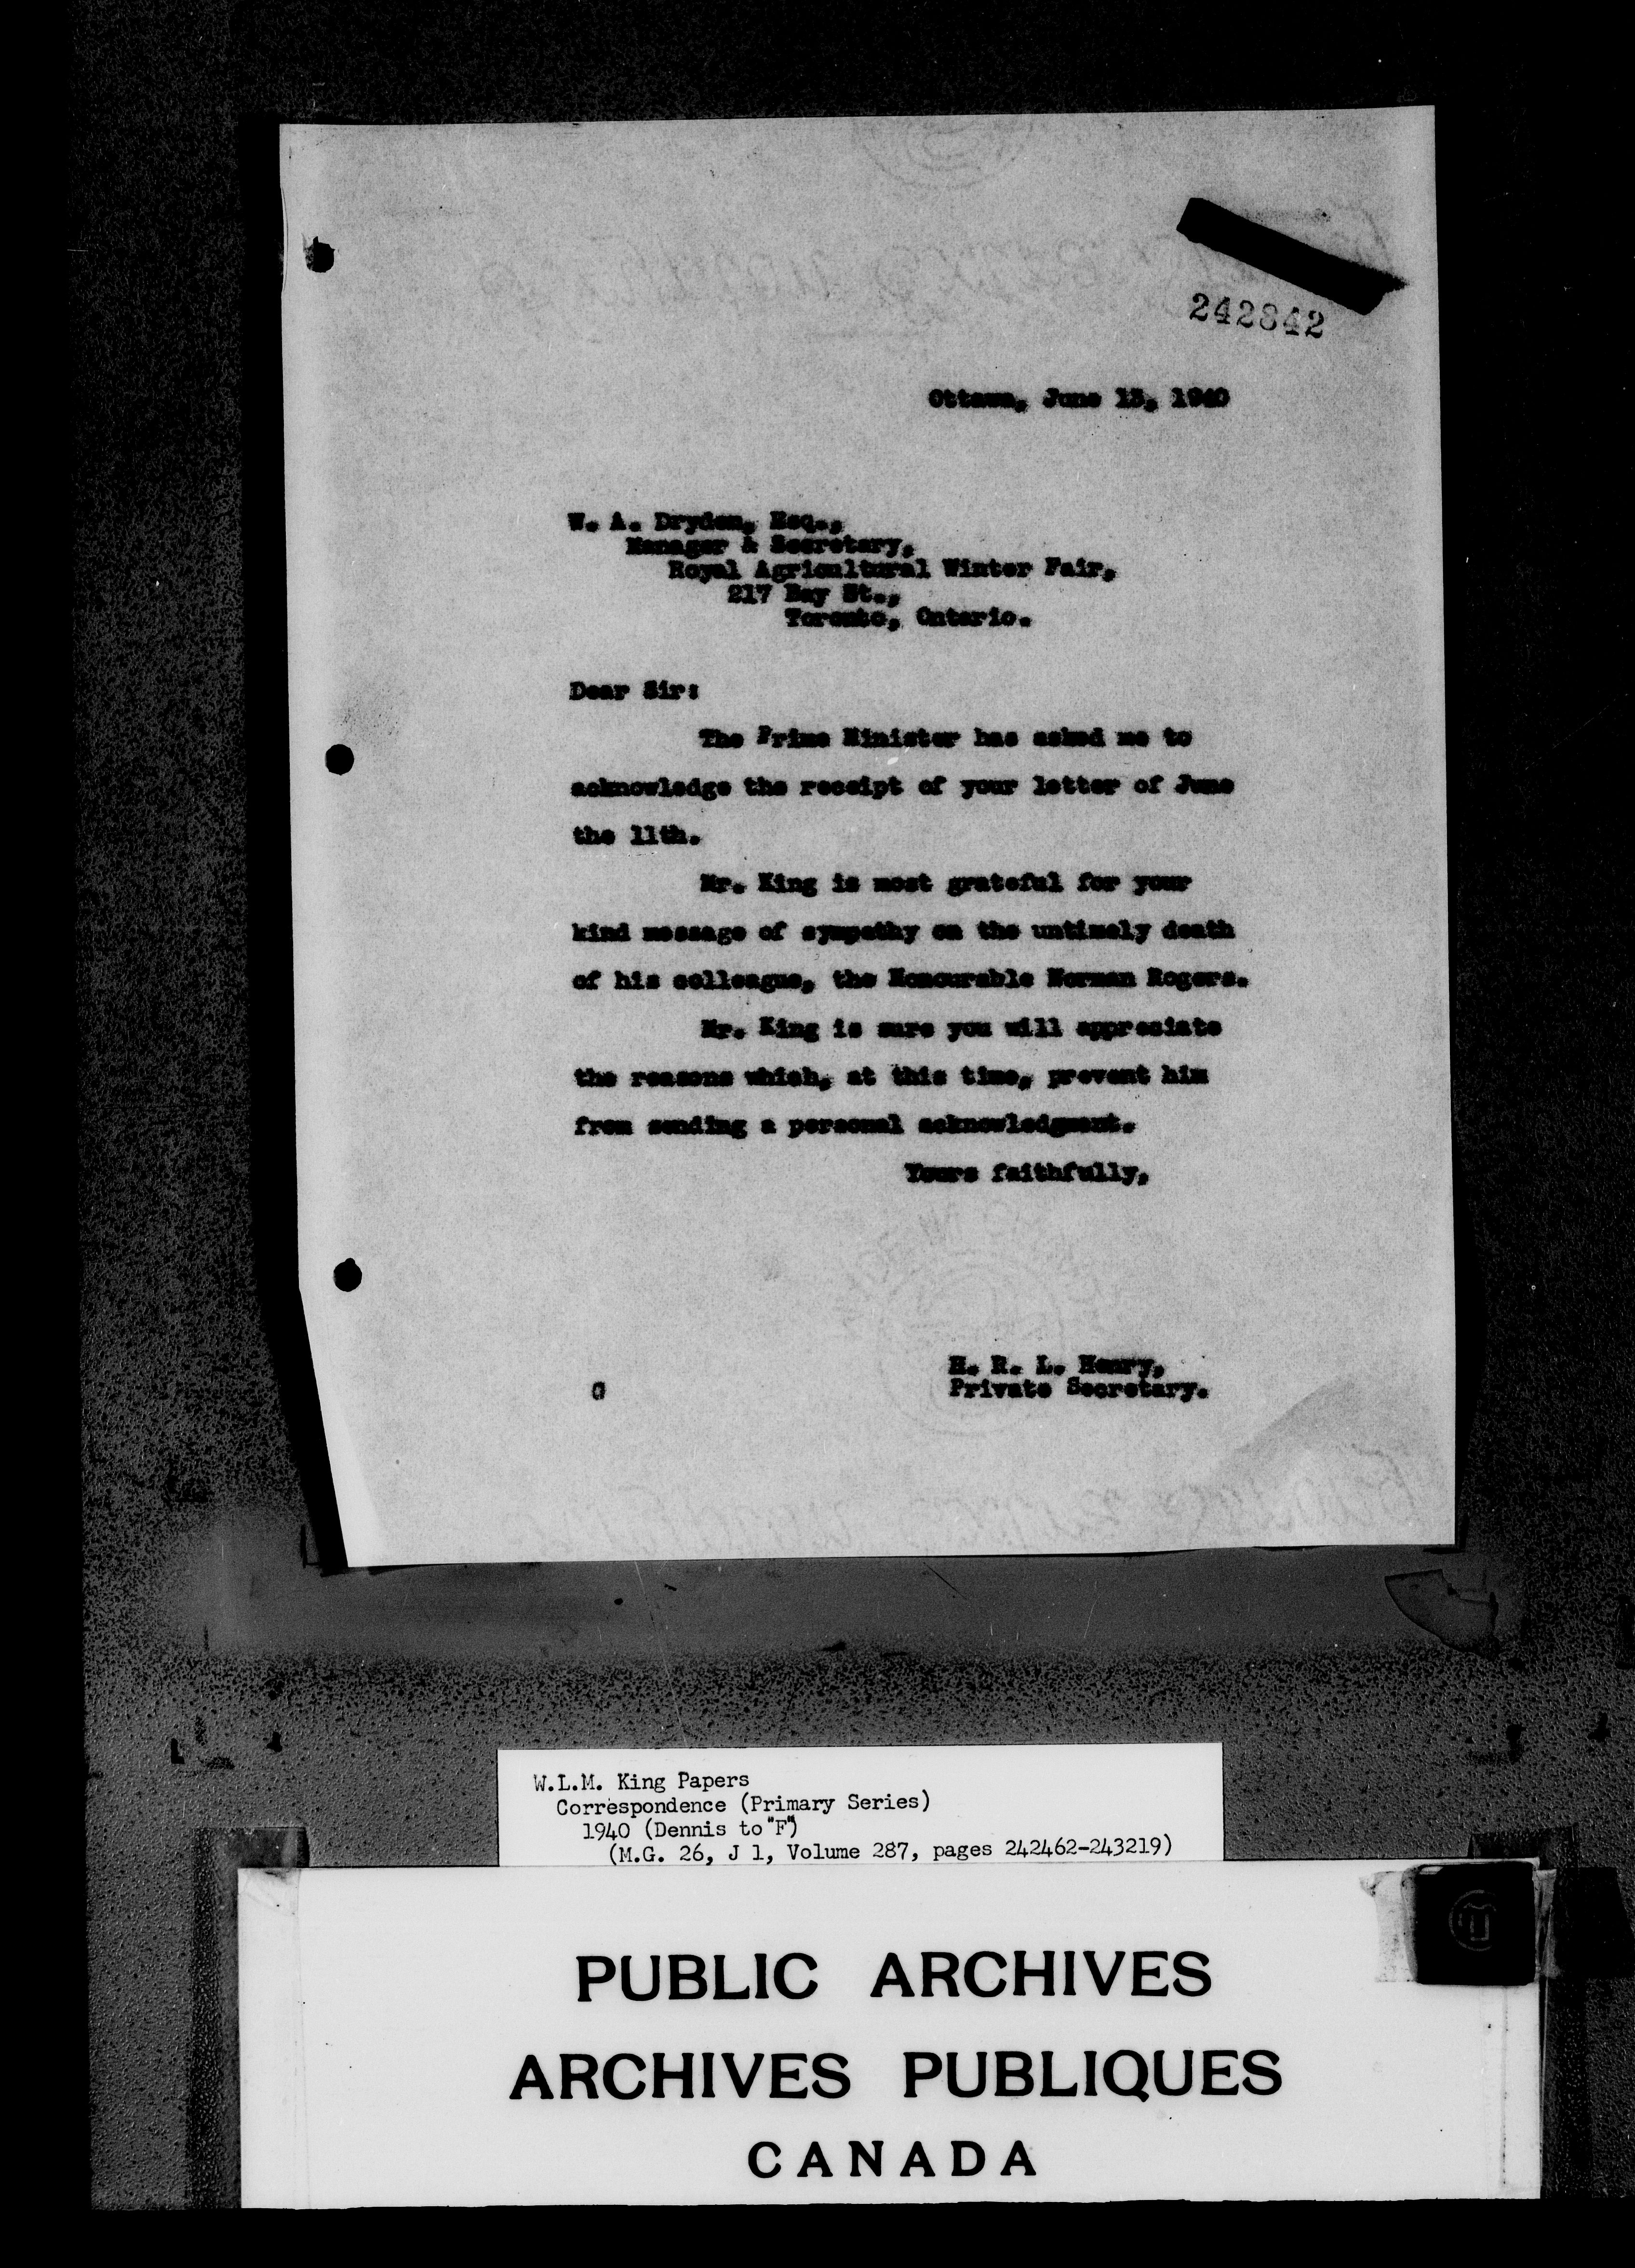 242842
Ottawa, June 13, 1940
W. A. Dryden, Esq.,
Manager & Secretary,
Royal Agricultural Winter Fair,
217 Bay St.,
Toronto, Ontario.
Dear Sir:
The Prime Minister has asked me to
acknowledge the receipt of your letter of June
the 11th.
Mr. King is most grateful for your
kind message of sympathy on the untimely death
of his colleague, the Honourable Norman Rogers.
Mr. King is sure you will appreciate
the reasons which, at this time, prevent him
from sending a personal acknowledgment.
Yours faithfully,
H. R. L. Henry,
Private Secretary.
W.L.M. King Papers
Correspondence (Primary Series)
1940 (Dennis to "F")
(M.G. 26, J 1, Volume 287, pages 242462-243219)
PUBLIC ARCHIVES
ARCHIVES PUBLIQUES
CANADA